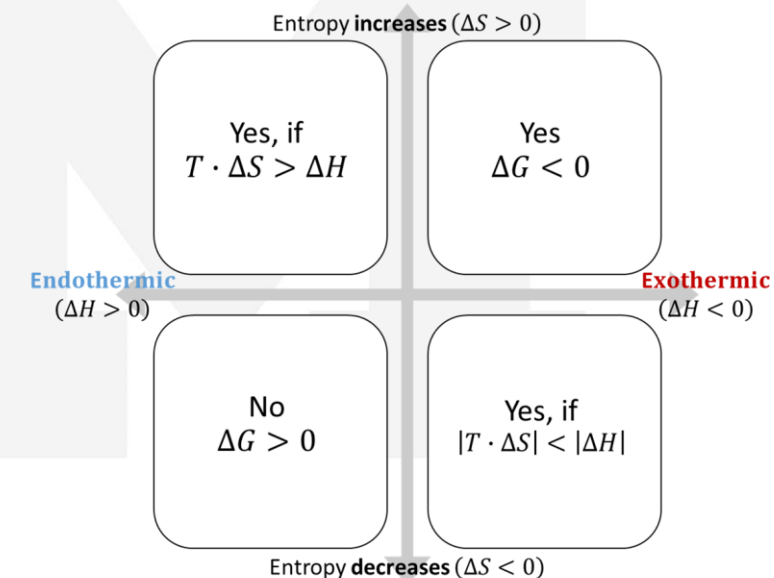 Entropy increases (ΔS > 0)
Yes, if
T · ΔS > ΔH
Yes
ΔG < 0
Endothermic
(ΔH > 0)
Exothermic
(ΔH < 0)
No
ΔG > 0
Yes, if
|T · ΔS| < |ΔH|
Entropy decreases (ΔS < 0)